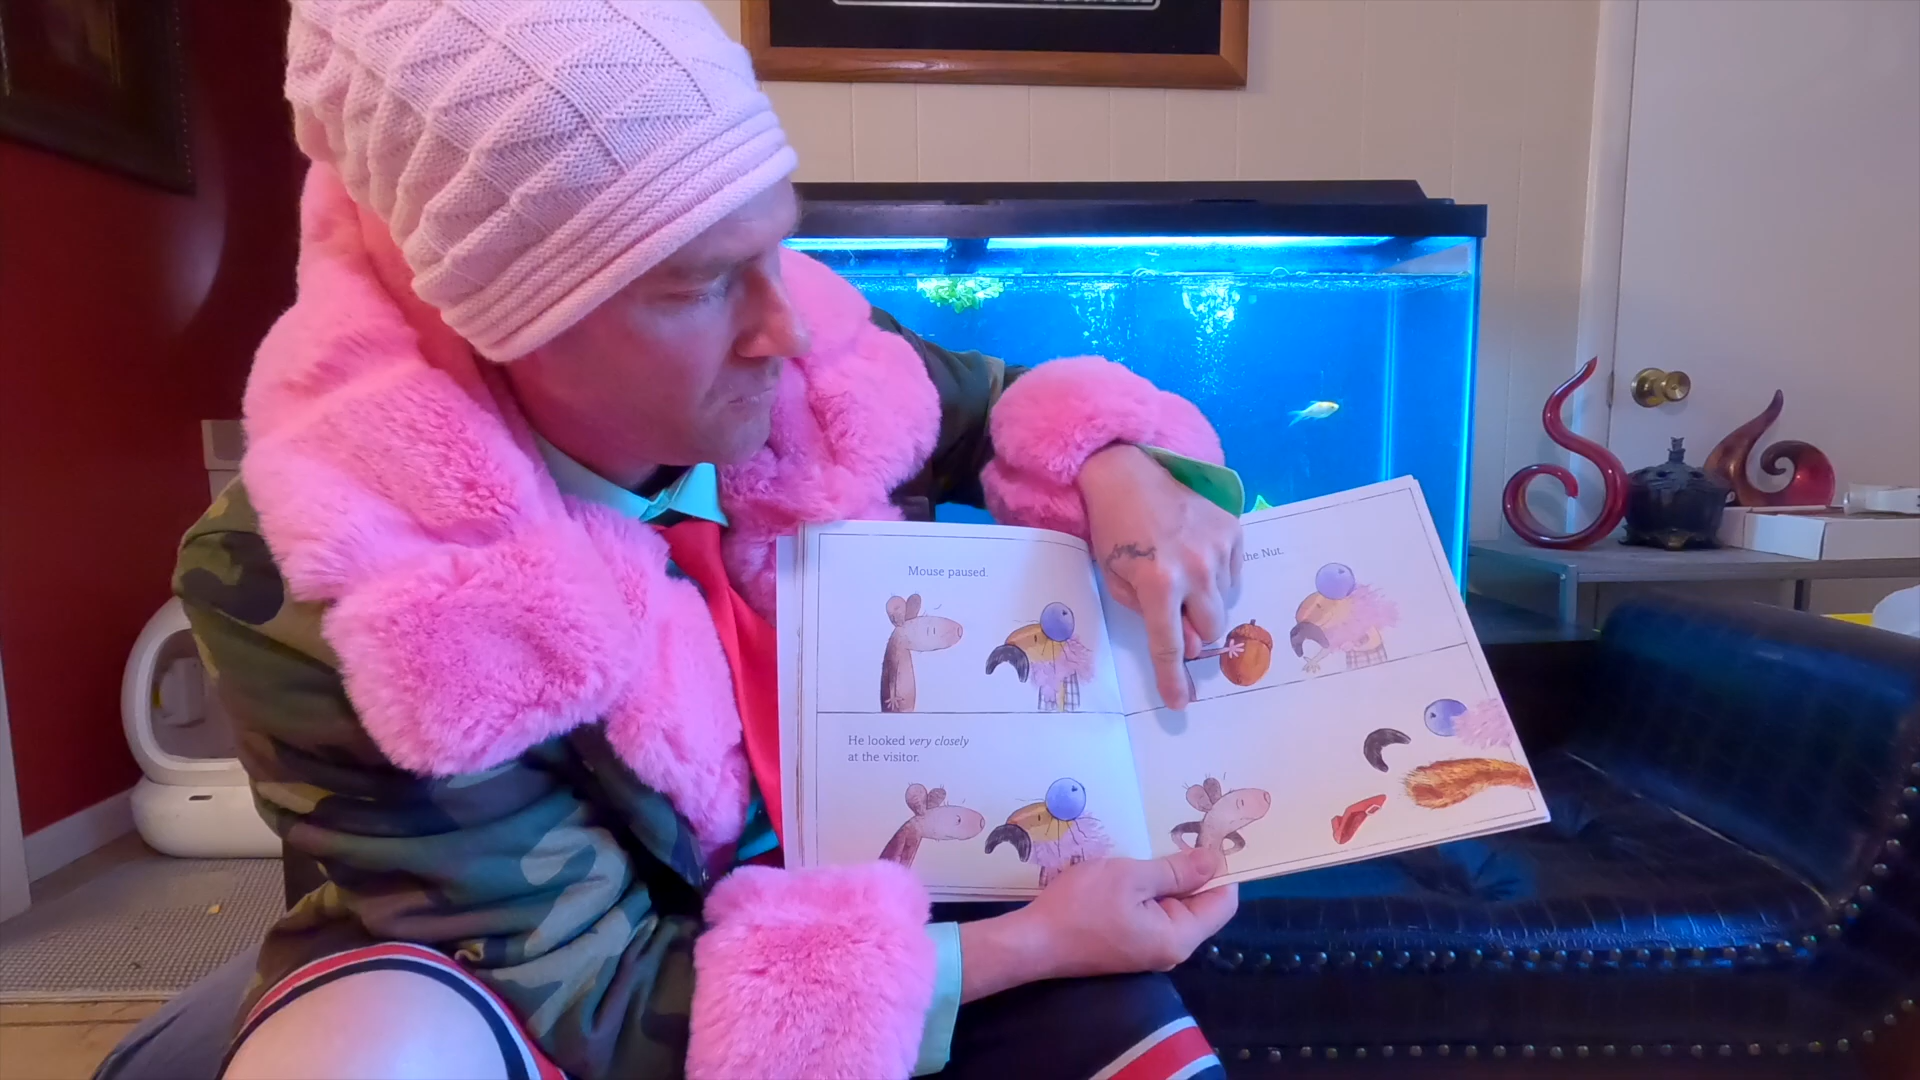 Mouse paused.
He looked very closely
at the visitor.
the Nut.